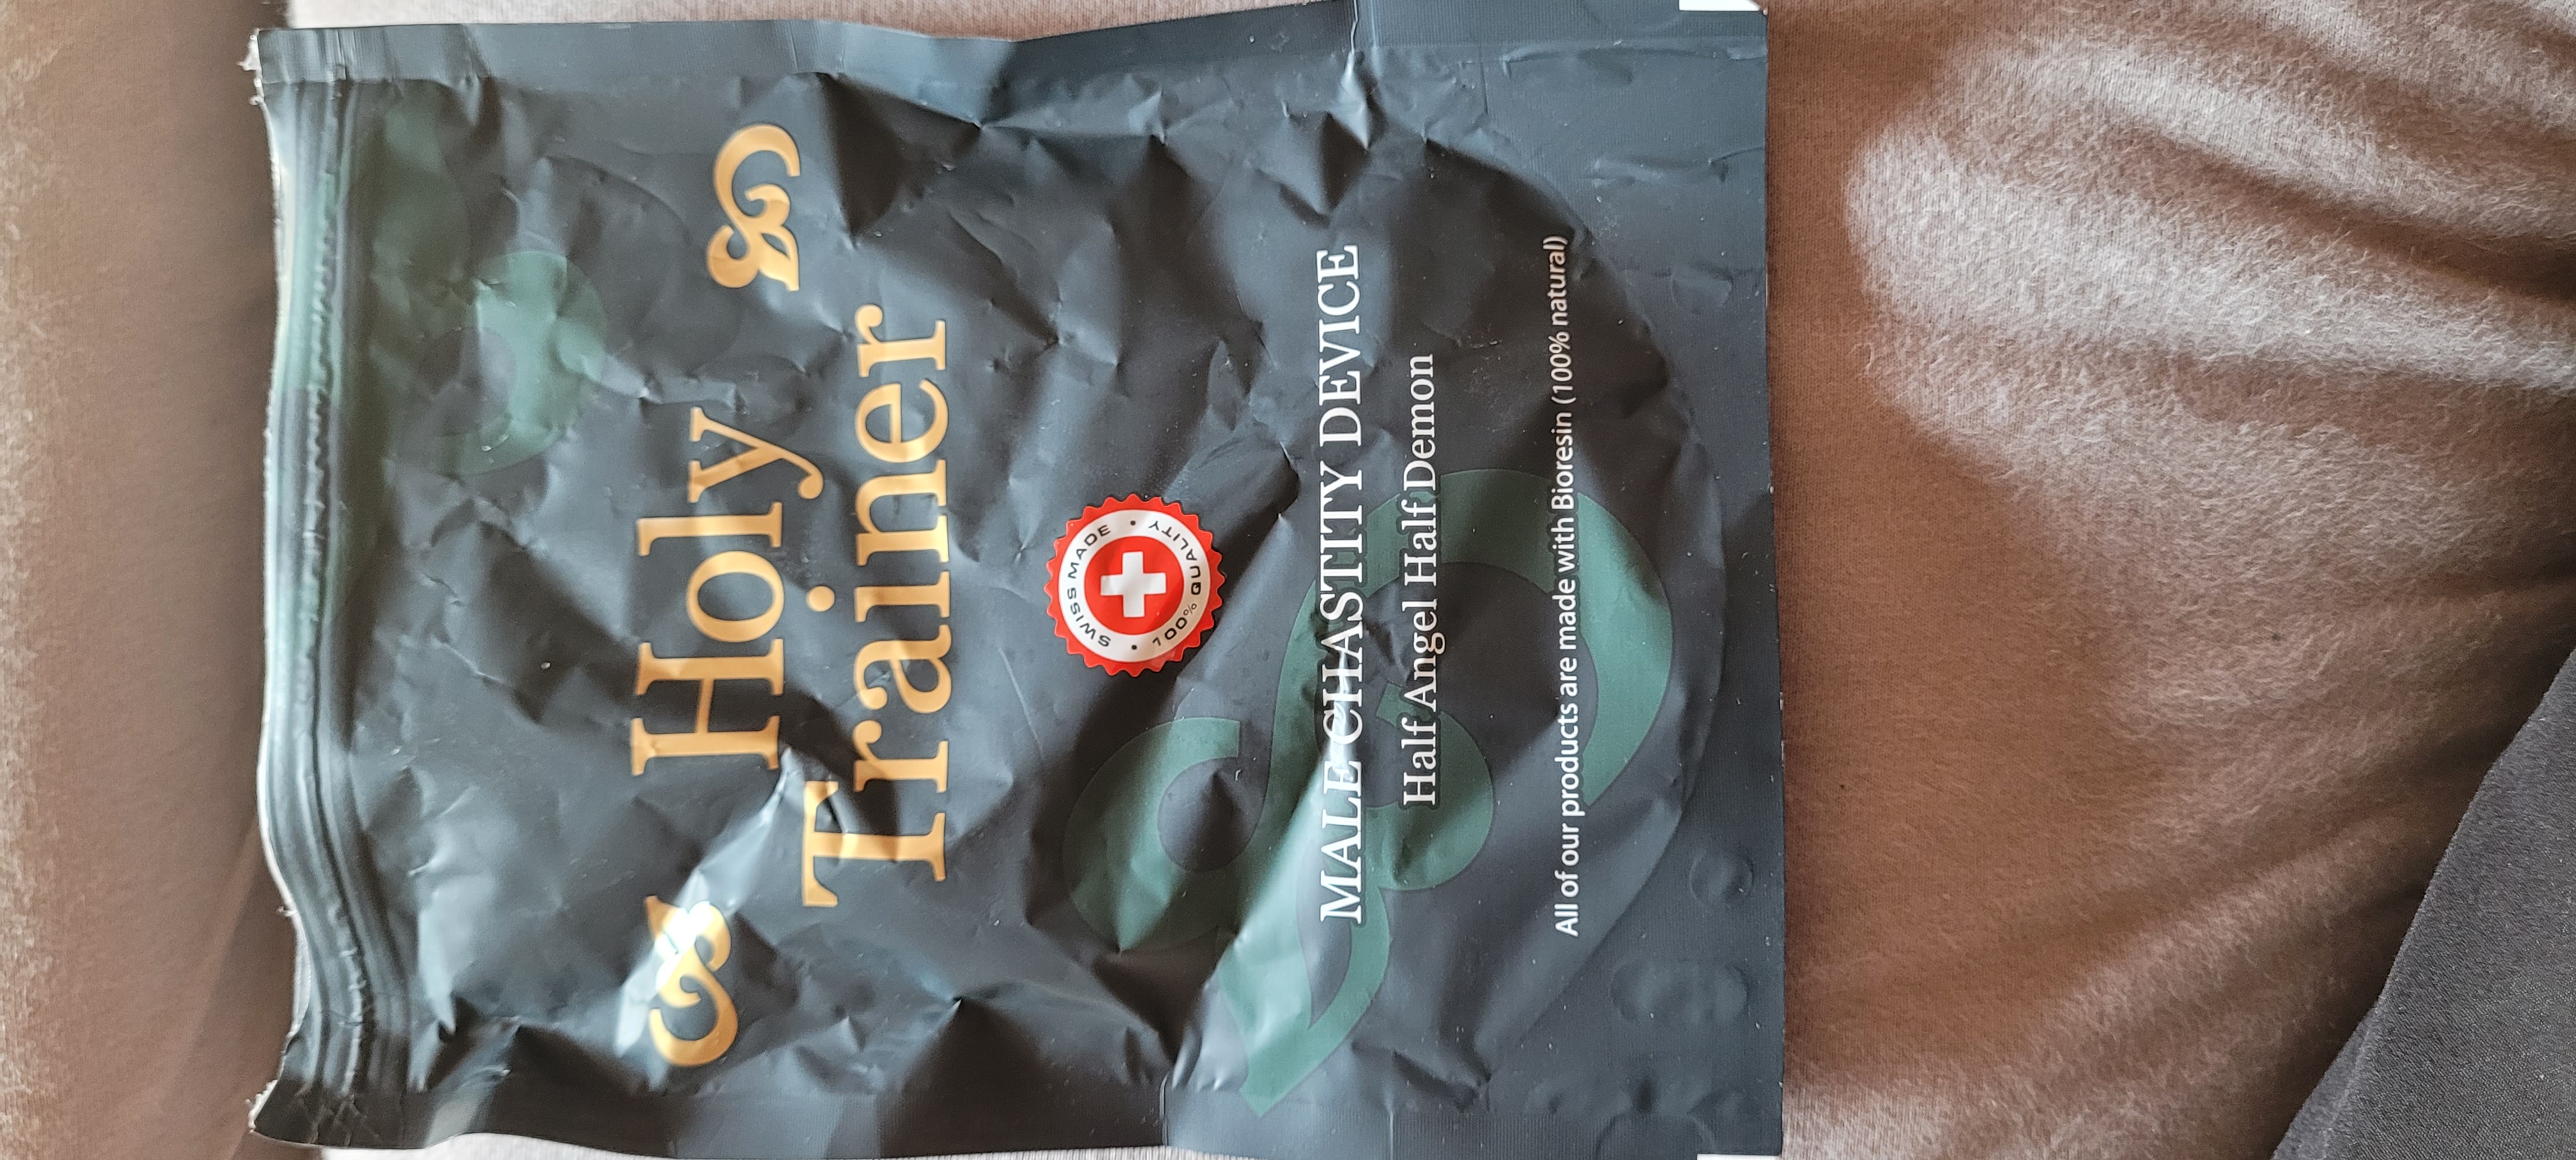 Holy
Trainer
SWISS MADE • 100% QUALITY •
MALE CHASTITY DEVICE
Half Angel Half Demon
All of our products are made with Bioresin (100% natural)